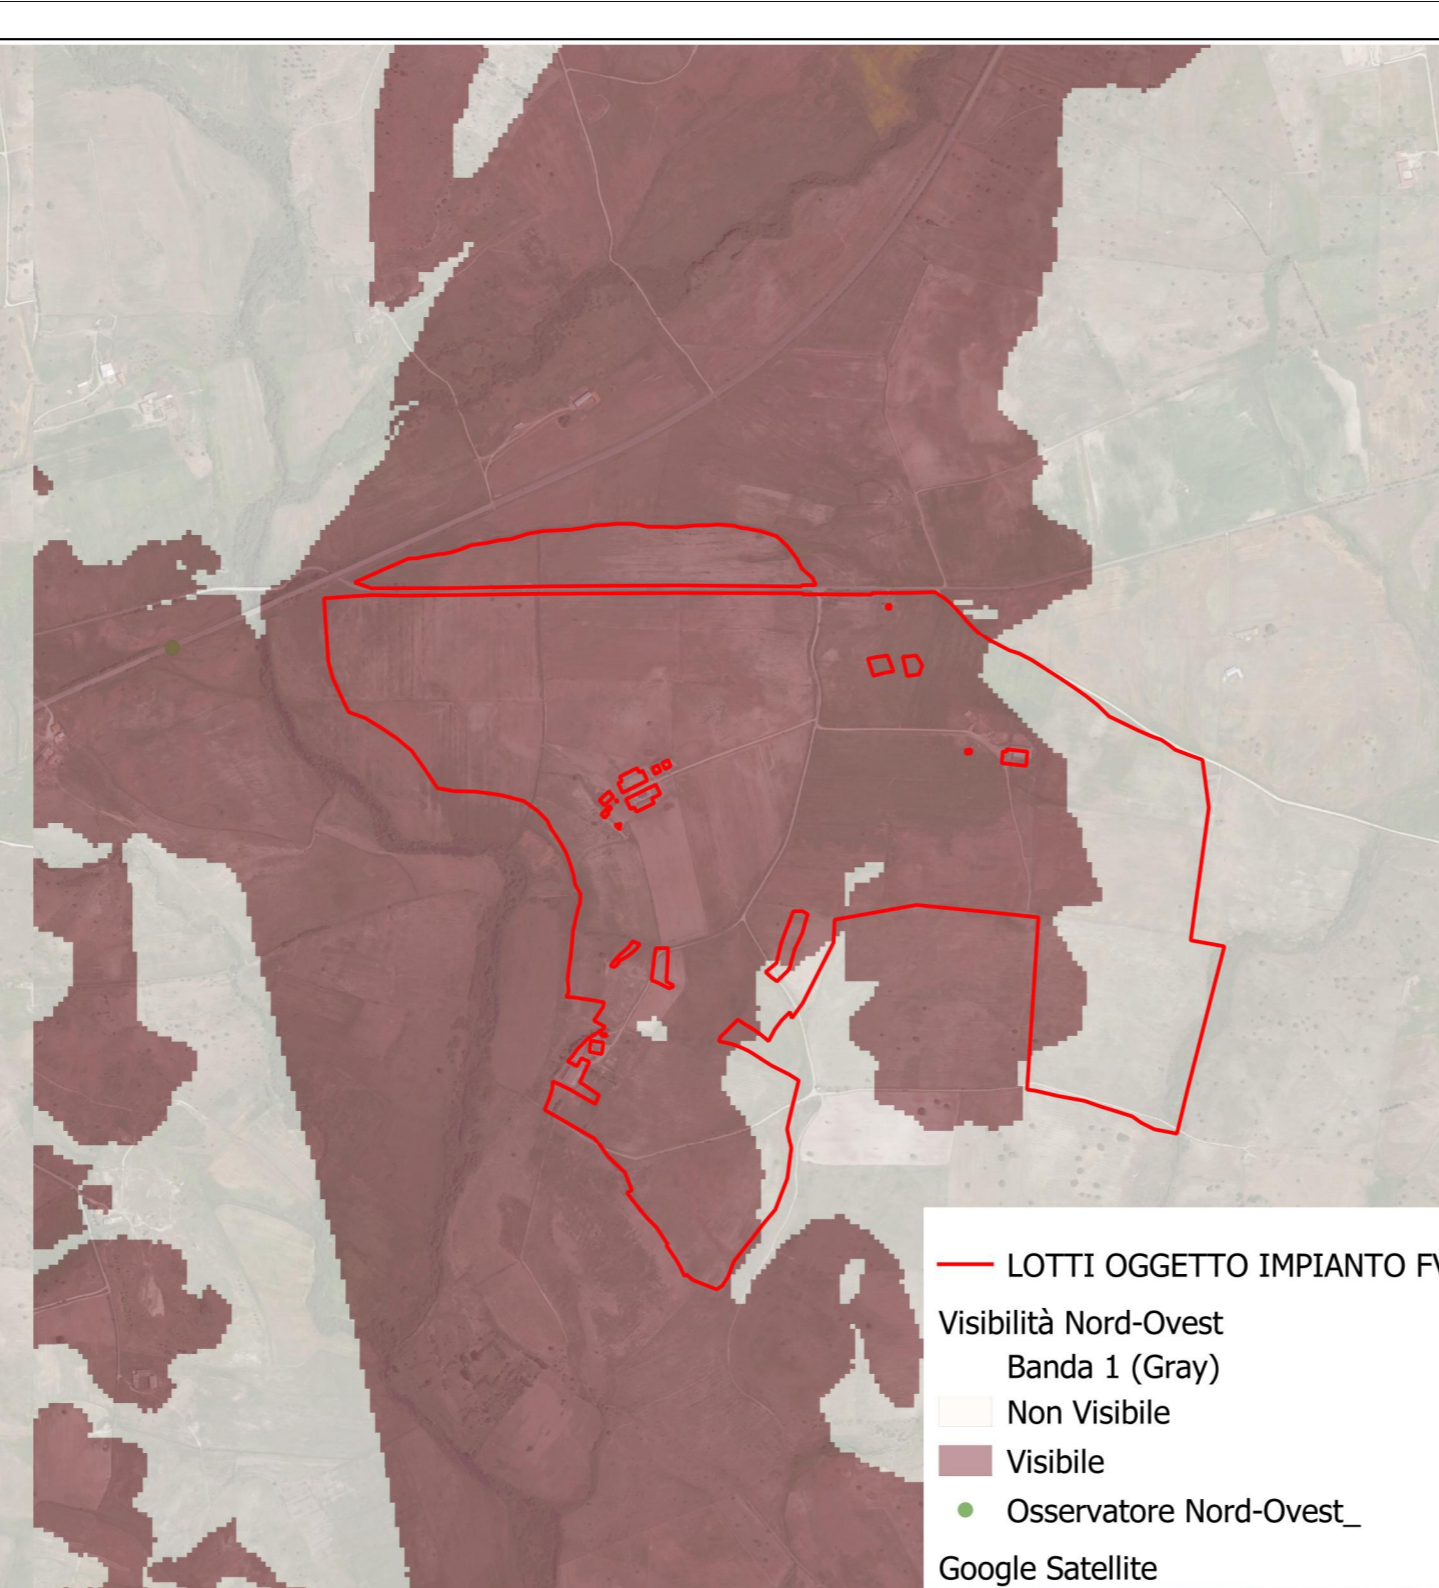 LOTTI OGGETTO IMPIANTO FV
Visibilità Nord-Ovest
Banda 1 (Gray)
Non Visibile
Visibile
Osservatore Nord-Ovest_
Google Satellite